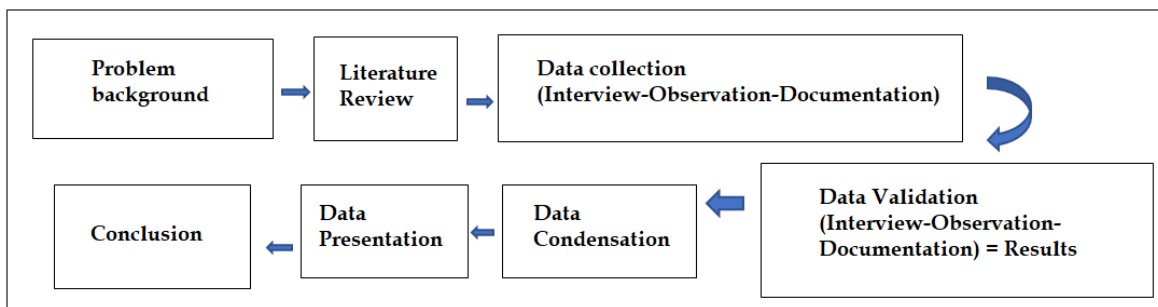 Problem
background
Literature
Review
Data collection
(Interview-Observation-Documentation)
Data Validation
(Interview-Observation-
Documentation) = Results
Data
Condensation
Data
Presentation
Conclusion